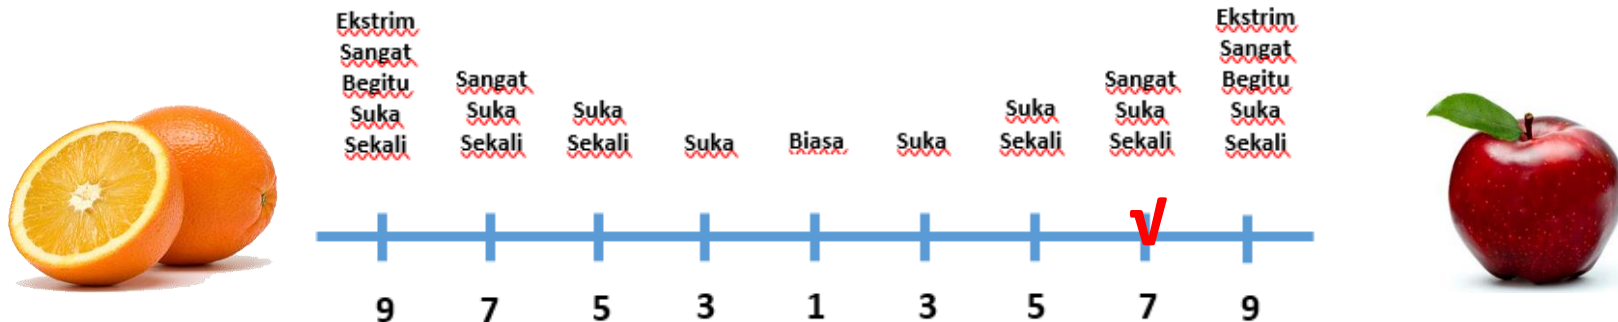 Ekstrim
Sangat
Begitu
Suka
Sekali
Sangat
Suka
Sekali
Suka
Sekali
Suka
Biasa
Suka
Suka
Sekali
Sangat
Suka
Sekali
Ekstrim
Sangat
Begitu
Suka
Sekali
√
9 7 5 3 1 3 5 7 9